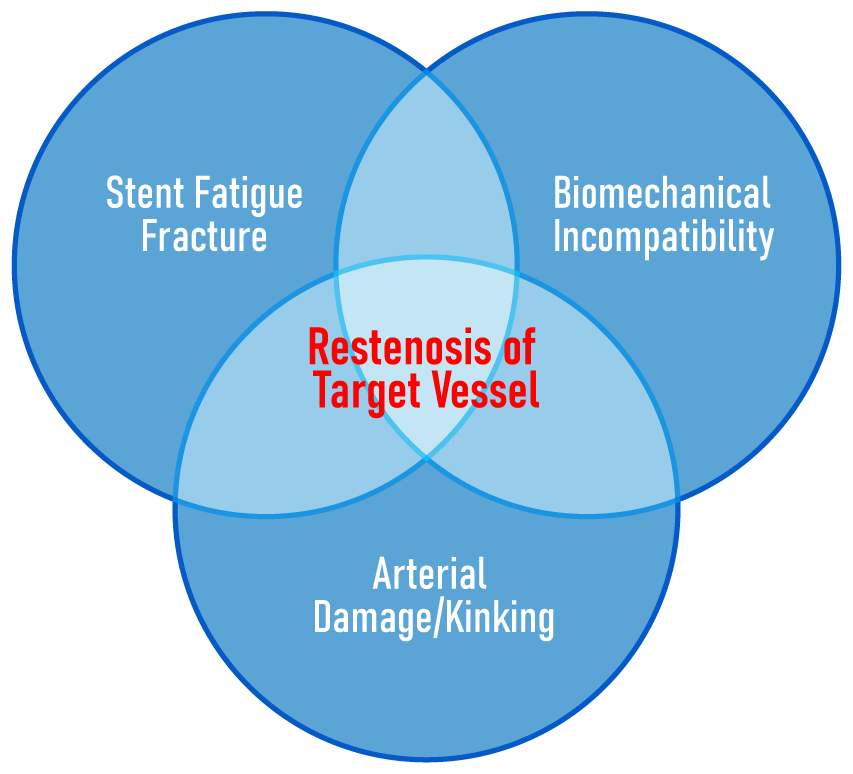 Stent Fatigue
Fracture
Biomechanical
Incompatibility
Restenosis of
Target Vessel
Arterial
Damage/Kinking